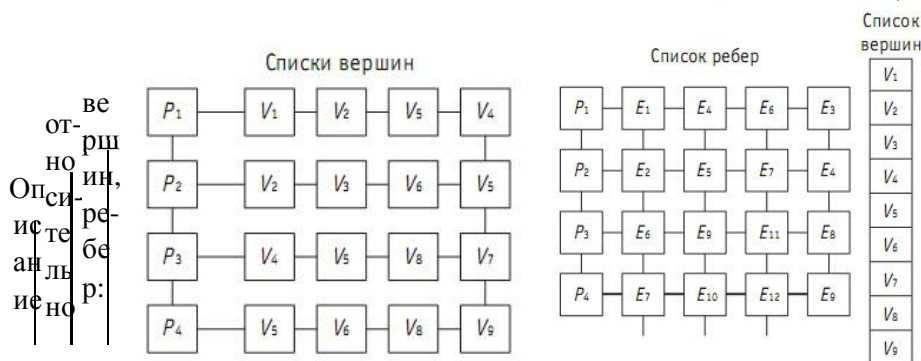 Описание
относительно
вершин,
ребер:
Списки вершин
P1 V1 V2 V5 V4
P2 V2 V3 V6 V5
P3 V4 V5 V8 V7
P4 V5 V6 V8 V9
Список ребер
P1 E1 E4 E6 E3
P2 E2 E5 E7 E4
P3 E6 E9 E11 E8
P4 E7 E10 E12 E9
Список
вершин
V1
V2
V3
V4
V5
V6
V7
V8
V9